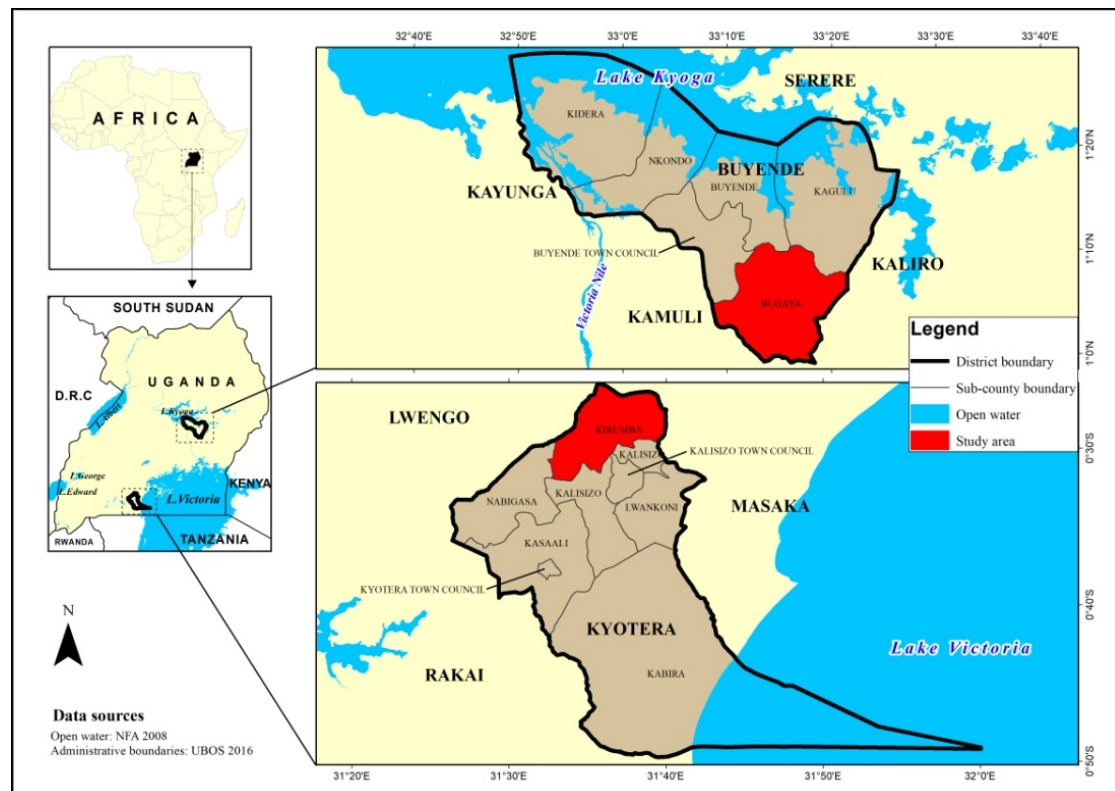 AFRICA
SOUTH SUDAN
UGANDA
D.R.C
L.Kyoga
L.Albert
L.George
L.Edward
L.Victoria
KENYA
RWANDA
TANZANIA
N
Data sources
Open water: NFA 2008
Administrative boundaries: UBOS 2016
32°40'E 32°50'E 33°0'E 33°10'E 33°20'E 33°30'E 33°40'E
Lake Kyoga
SERERE
KIDERA
NKONDO
BUYENDE
BUYENDE
KAGULU
KAYUNGA
BUYENDE TOWN COUNCIL
KALIRO
Victoria Nile
KAMULI
BUGAYA
1°20'N
1°10'N
1°0'N
Legend
District boundary
Sub-county boundary
Open water
Study area
LWENGO
KIRUMBA
KALISIZ
KALISIZO TOWN COUNCIL
NABIGASA
KALISIZO
LWANKONI
MASAKA
KASAALI
KYOTERA TOWN COUNCIL
KYOTERA
RAKAI
KABIRA
Lake Victoria
0°30'S
0°40'S
0°50'S
31°20'E 31°30'E 31°40'E 31°50'E 32°0'E